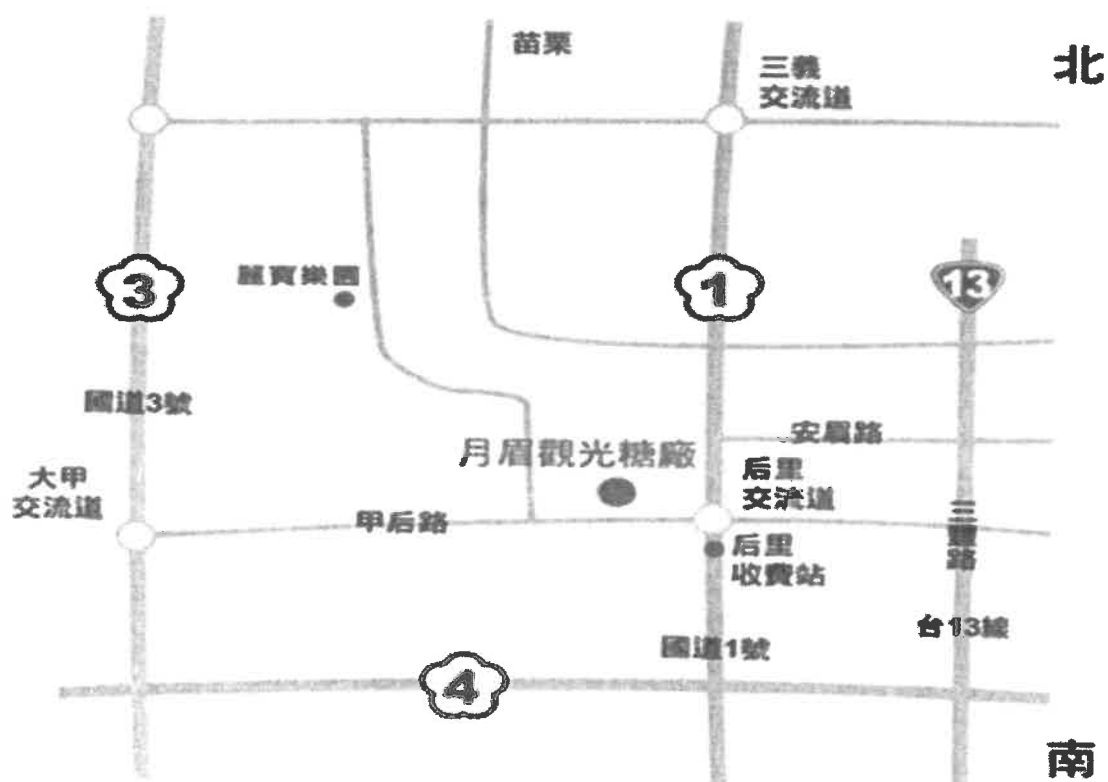 苗栗
北
三義
交流道
3
麗寶樂園
1
13
國道3號
月眉觀光糖廠
安眉路
大甲
交流道
后里
交流道
甲后路
三豐路
后里
收費站
台13線
國道1號
4
南